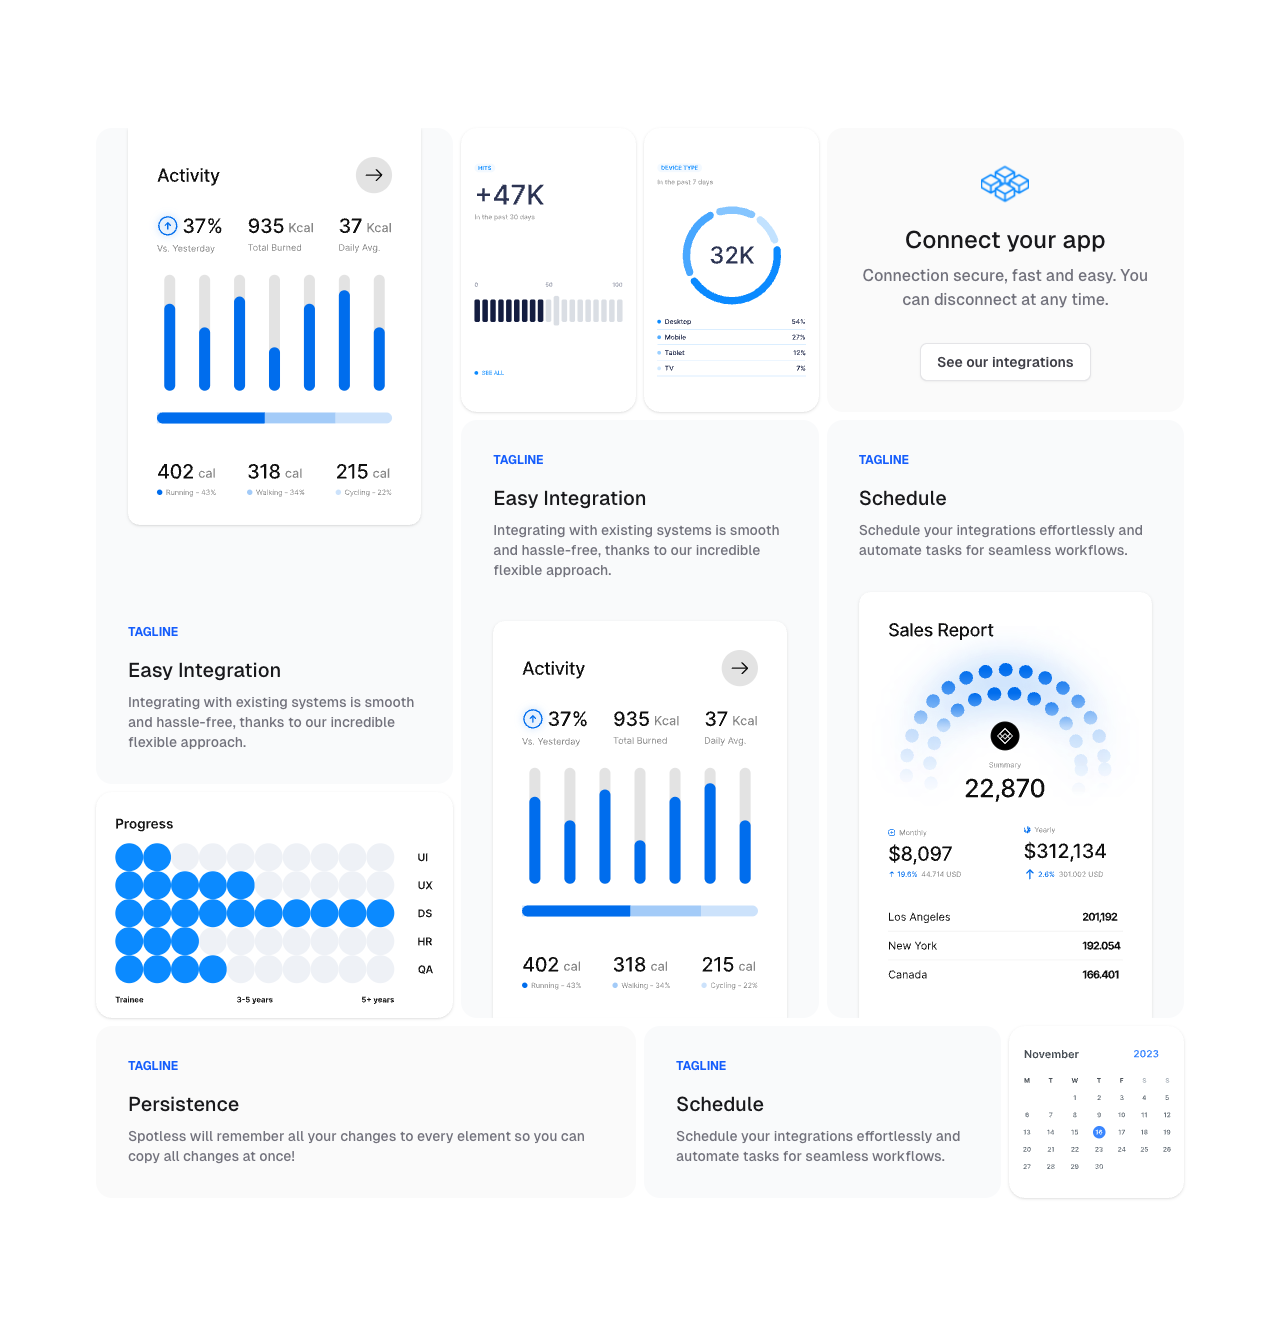 Activity
37%
Vs. Yesterday
935 Kcal
Total Burned
37 Kcal
Daily Avg.
402 cal
Running - 43%
318 cal
Walking - 34%
215 cal
Cycling - 22%
TAGLINE
Easy Integration
Integrating with existing systems is smooth
and hassle-free, thanks to our incredible
flexible approach.
HITS
+47K
In the past 30 days
0 50 100
SEE ALL
DEVICE TYPE
In the past 7 days
32K
Desktop 54%
Mobile 27%
Tablet 12%
TV 7%
Connect your app
Connection secure, fast and easy. You
can disconnect at any time.
See our integrations
TAGLINE
Easy Integration
Integrating with existing systems is smooth
and hassle-free, thanks to our incredible
flexible approach.
Activity
37%
Vs. Yesterday
935 Kcal
Total Burned
37 Kcal
Daily Avg.
402 cal
Running - 43%
318 cal
Walking - 34%
215 cal
Cycling - 22%
TAGLINE
Schedule
Schedule your integrations effortlessly and
automate tasks for seamless workflows.
Sales Report
Summary
22,870
Monthly
$8,097
19.6% 44.714 USD
Yearly
$312,134
2.6% 301.002 USD
Los Angeles 201,192
New York 192.054
Canada 166.401
Progress
UI
UX
DS
HR
QA
Trainee 3-5 years 5+ years
TAGLINE
Persistence
Spotless will remember all your changes to every element so you can
copy all changes at once!
TAGLINE
Schedule
Schedule your integrations effortlessly and
automate tasks for seamless workflows.
November 2023
M T W T F S S
1 2 3 4 5
6 7 8 9 10 11 12
13 14 15 16 17 18 19
20 21 22 23 24 25 26
27 28 29 30